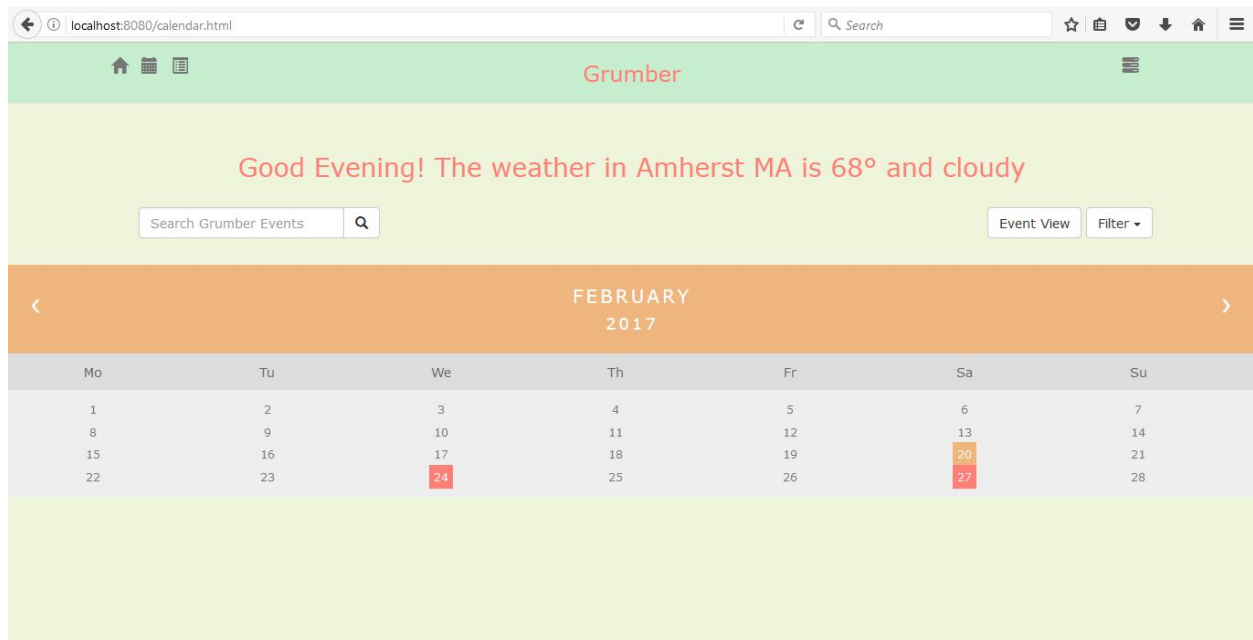 localhost:8080/calendar.html
Search
Grumber
Good Evening! The weather in Amherst MA is 68° and cloudy
Search Grumber Events
Event View Filter
FEBRUARY
2017
Mo Tu We Th Fr Sa Su
1 2 3 4 5 6 7
8 9 10 11 12 13 14
15 16 17 18 19 20 21
22 23 24 25 26 27 28